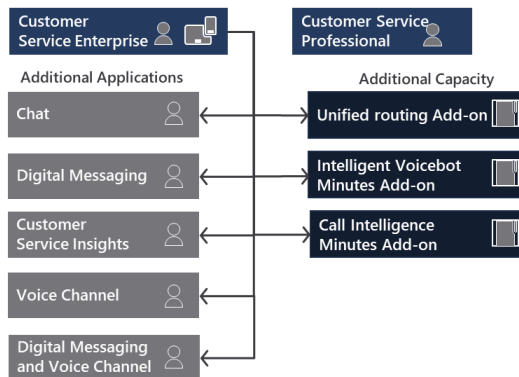 Customer
Service Enterprise
Customer Service
Professional
Additional Applications
Additional Capacity
Chat
Unified routing Add-on
Digital Messaging
Intelligent Voicebot
Minutes Add-on
Customer
Service Insights
Call Intelligence
Minutes Add-on
Voice Channel
Digital Messaging
and Voice Channel